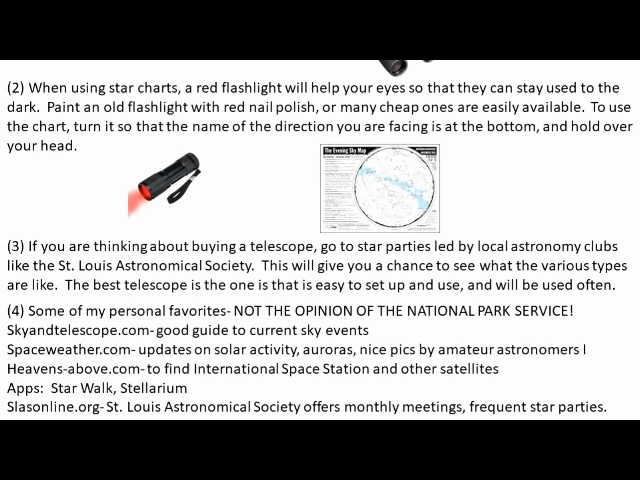 (2) When using star charts, a red flashlight will help your eyes so that they can stay used to the
dark.  Paint an old flashlight with red nail polish, or many cheap ones are easily available.  To use
the chart, turn it so that the name of the direction you are facing is at the bottom, and hold over
your head.
The Evening Sky Map
(3) If you are thinking about buying a telescope, go to star parties led by local astronomy clubs
like the St. Louis Astronomical Society.  This will give you a chance to see what the various types
are like.  The best telescope is the one is that is easy to set up and use, and will be used often.
(4) Some of my personal favorites- NOT THE OPINION OF THE NATIONAL PARK SERVICE!
Skyandtelescope.com- good guide to current sky events
Spaceweather.com- updates on solar activity, auroras, nice pics by amateur astronomers l
Heavens-above.com- to find International Space Station and other satellites
Apps:  Star Walk, Stellarium
Slasonline.org- St. Louis Astronomical Society offers monthly meetings, frequent star parties.